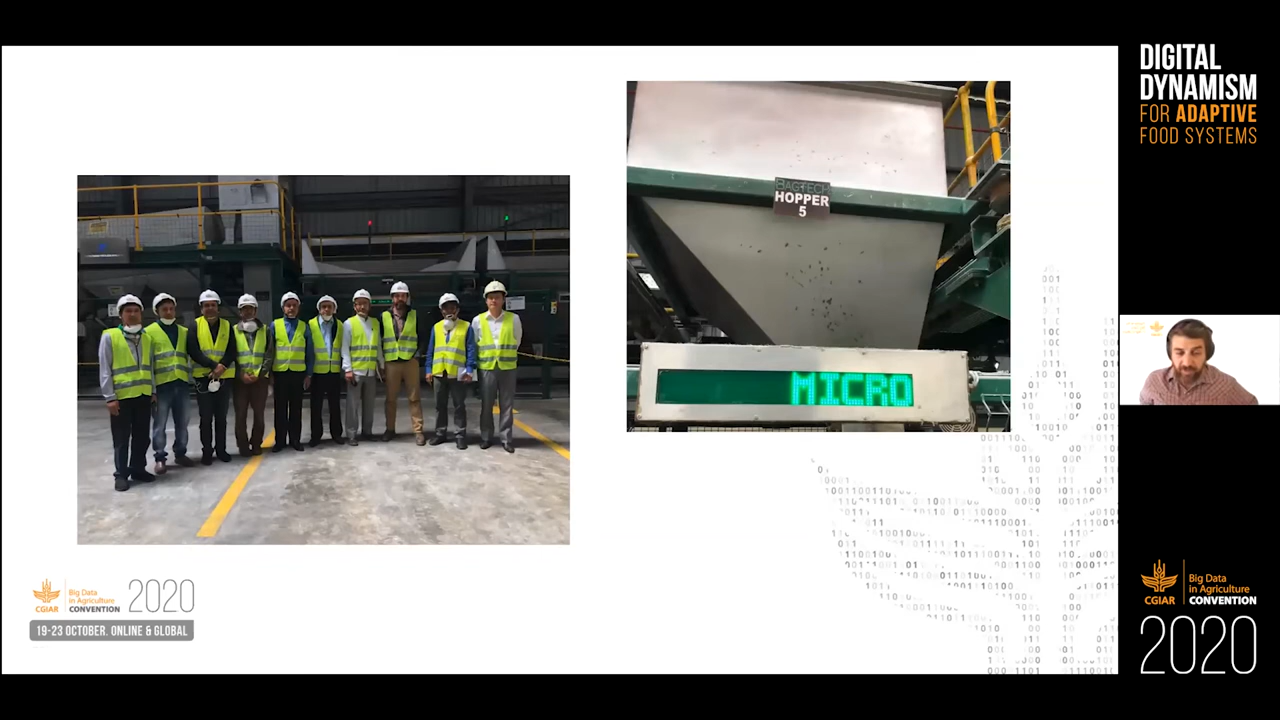 BAGTECH
HOPPER
5
MICRO
CGIAR
Big Data
in Agriculture
CONVENTION
2020
19-23 OCTOBER. ONLINE & GLOBAL
DIGITAL
DYNAMISM
FOR ADAPTIVE
FOOD SYSTEMS
CGIAR
Big Data
in Agriculture
CONVENTION
2020